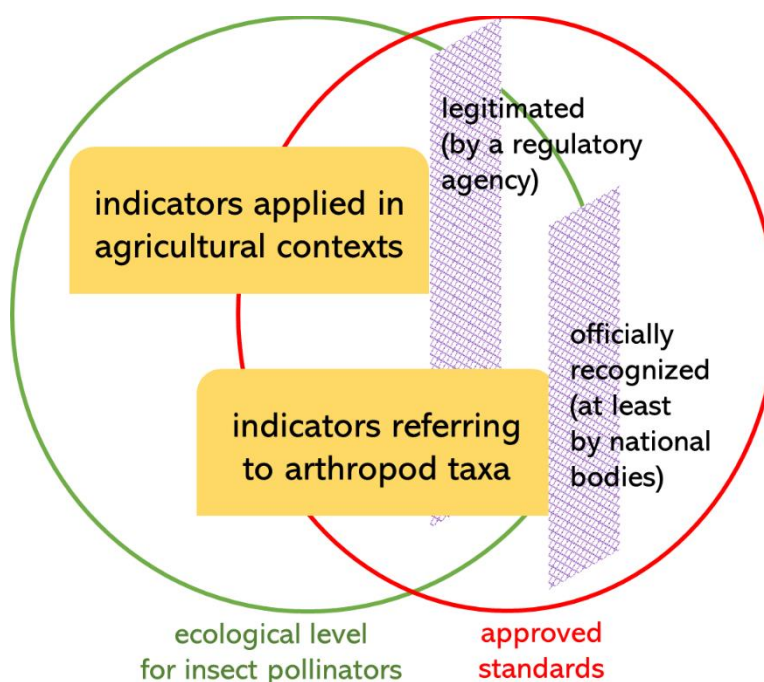 legitimated
(by a regulatory
agency)
indicators applied in
agricultural contexts
officially
recognized
(at least
by national
bodies)
indicators referring
to arthropod taxa
ecological level
for insect pollinators
approved
standards